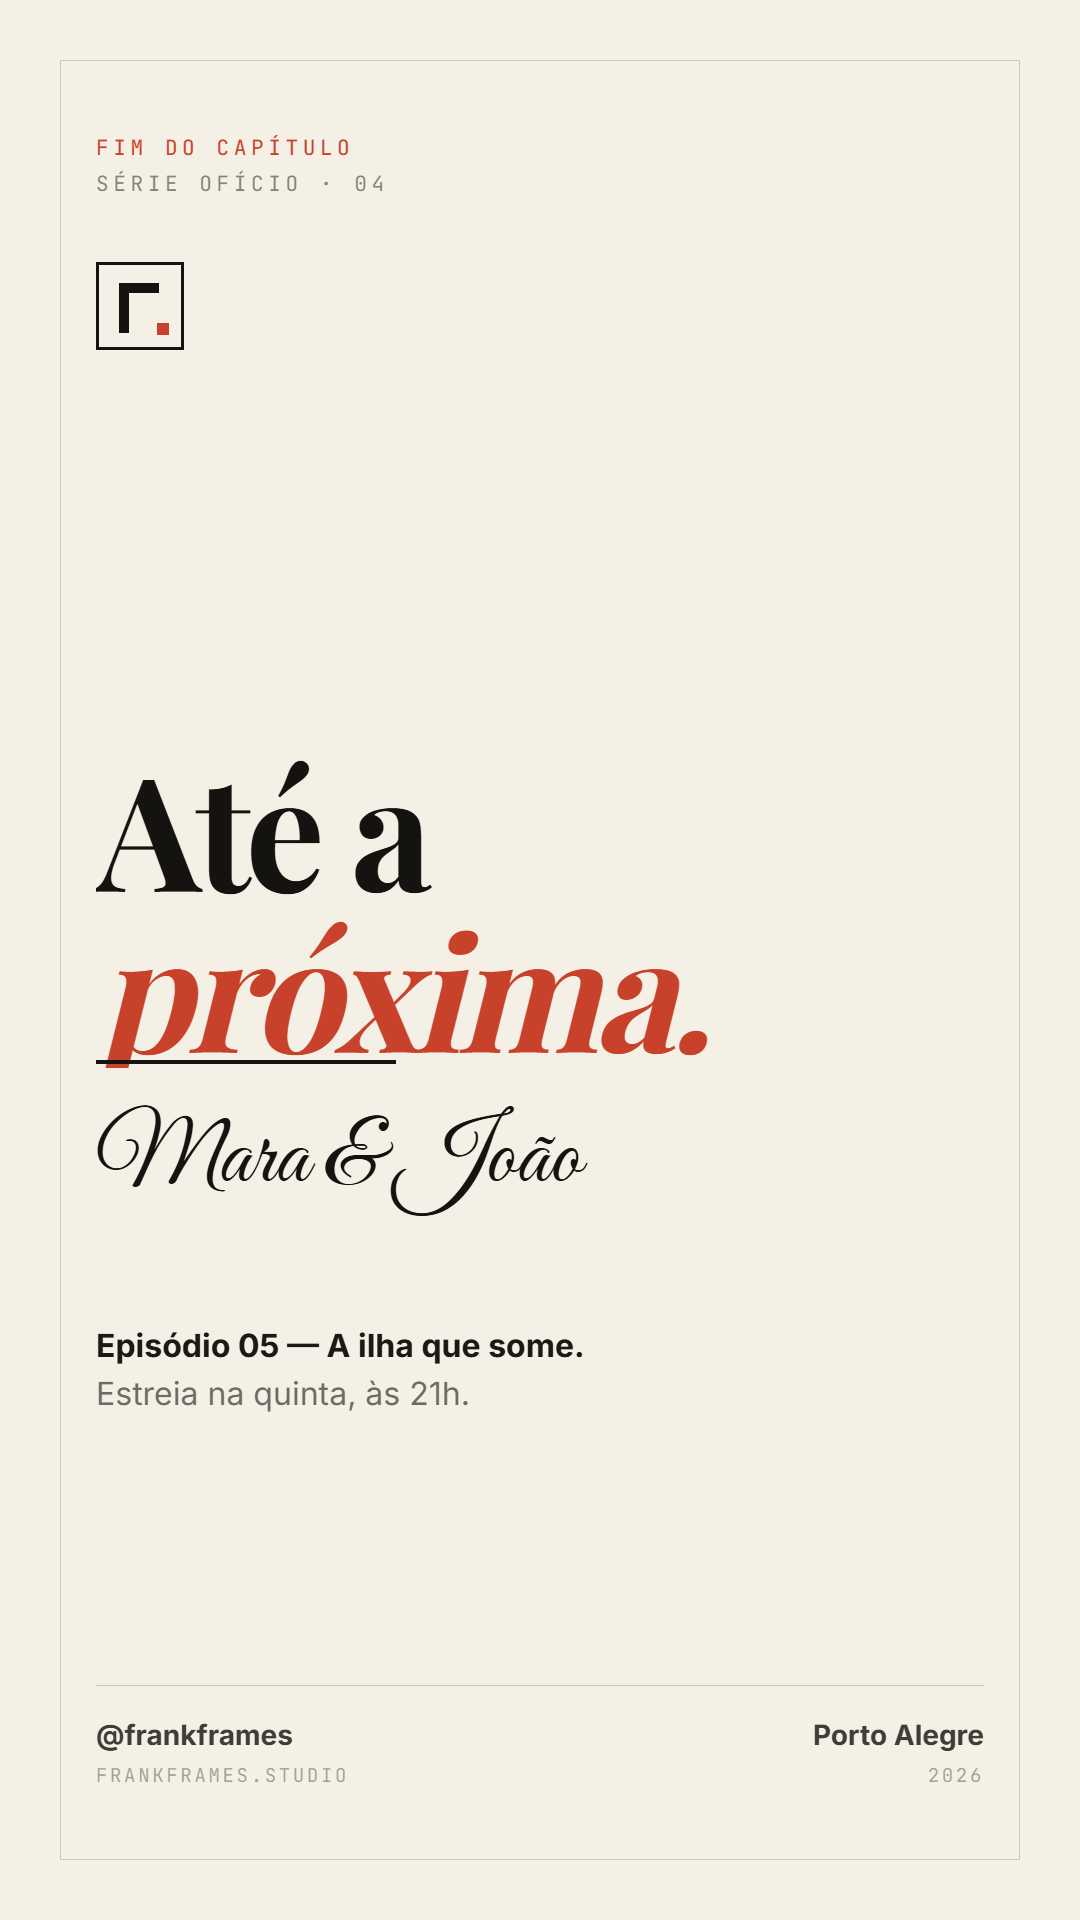 FIM DO CAPÍTULO
SÉRIE OFÍCIO · 04
Até a
próxima.
Mara & João
Episódio 05 — A ilha que some.
Estreia na quinta, às 21h.
@frankframes
Porto Alegre
FRANKFRAMES.STUDIO
2026